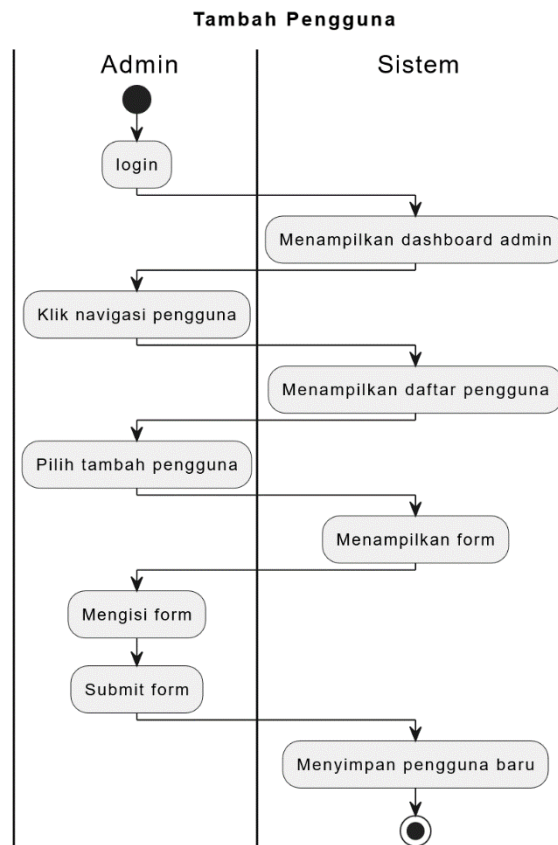 Tambah Pengguna
Admin
Sistem
login
Menampilkan dashboard admin
Klik navigasi pengguna
Menampilkan daftar pengguna
Pilih tambah pengguna
Menampilkan form
Mengisi form
Submit form
Menyimpan pengguna baru